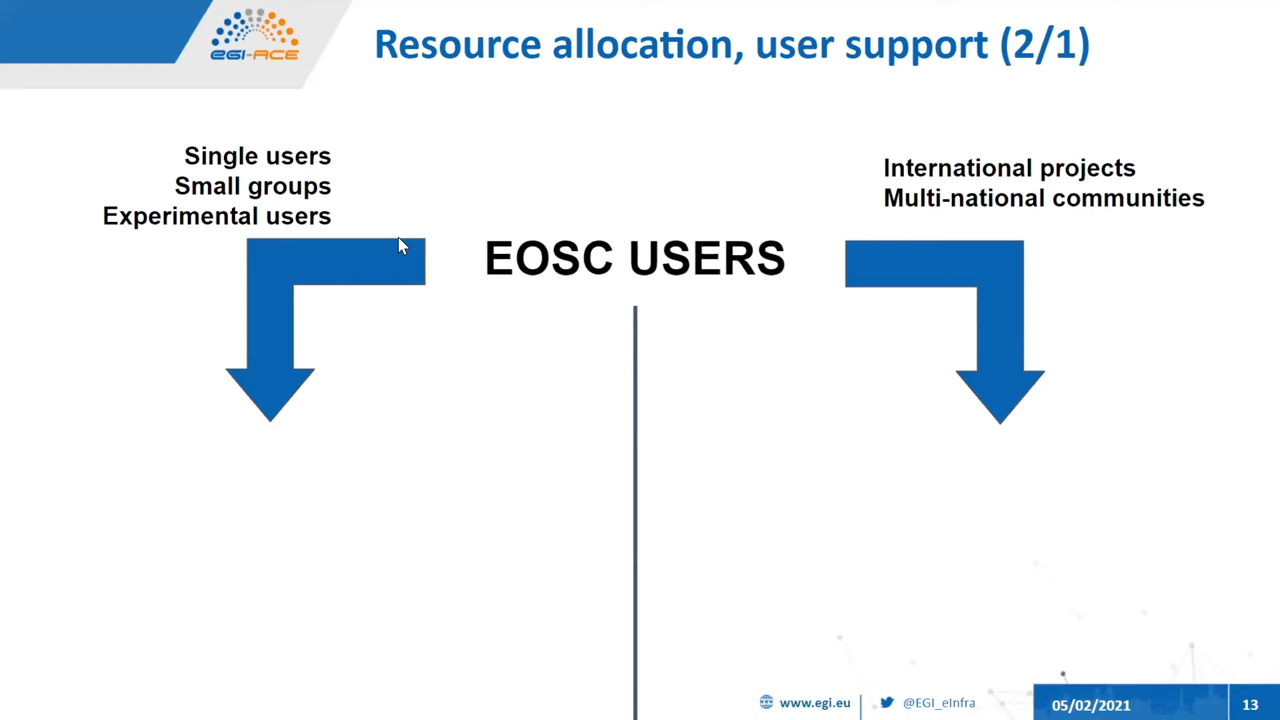 EGI-ACE
Resource allocation, user support (2/1)
Single users
Small groups
Experimental users
International projects
Multi-national communities
EOSC USERS
www.egi.eu
@EGI_eInfra
05/02/2021
13